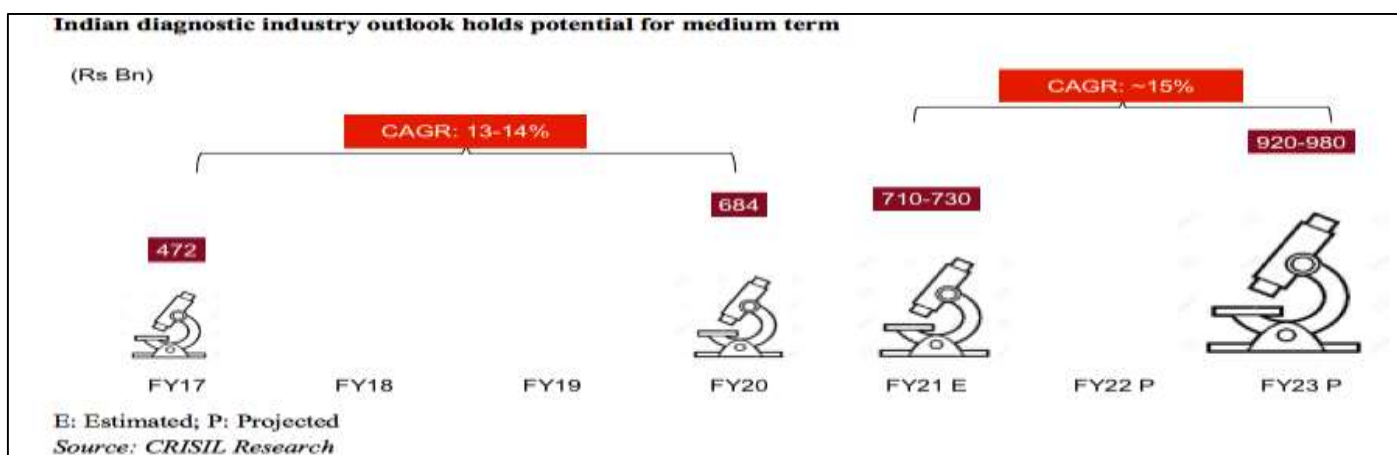 Indian diagnostic industry outlook holds potential for medium term
(Rs Bn)
CAGR: ~15%
CAGR: 13-14%
920-980
684
710-730
472
FY17 FY18 FY19 FY20 FY21 E FY22 P FY23 P
E: Estimated; P: Projected
Source: CRISIL Research